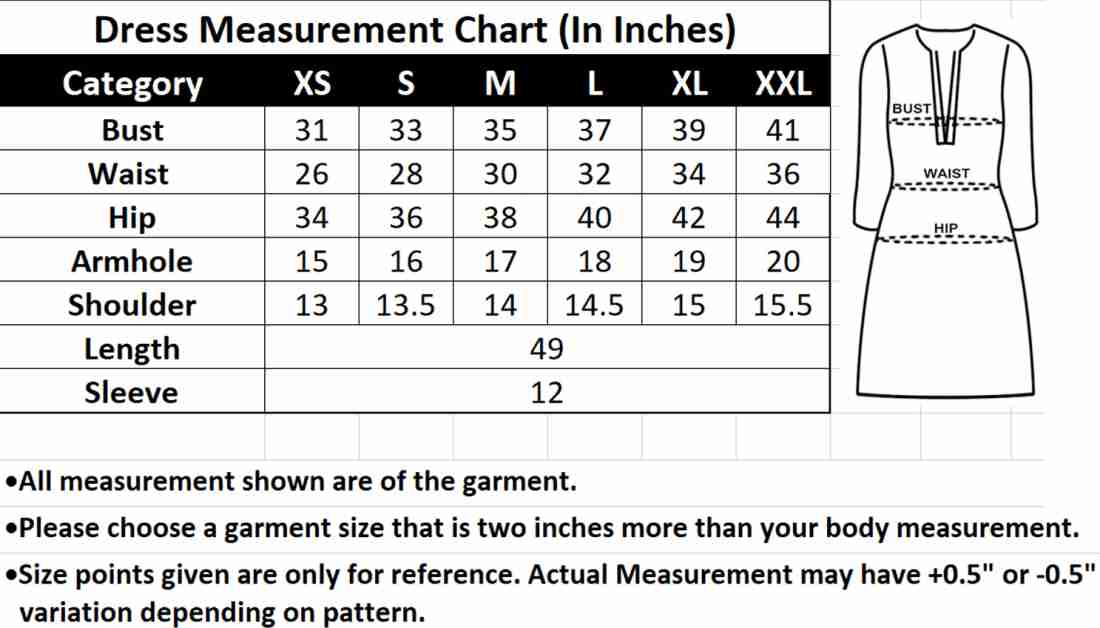 Dress Measurement Chart (In Inches)
Category XS S M L XL XXL
Bust 31 33 35 37 39 41
Waist 26 28 30 32 34 36
Hip 34 36 38 40 42 44
Armhole 15 16 17 18 19 20
Shoulder 13 13.5 14 14.5 15 15.5
Length 49
Sleeve 12
BUST
WAIST
HIP
•All measurement shown are of the garment.
•Please choose a garment size that is two inches more than your body measurement.
•Size points given are only for reference. Actual Measurement may have +0.5" or -0.5"
variation depending on pattern.